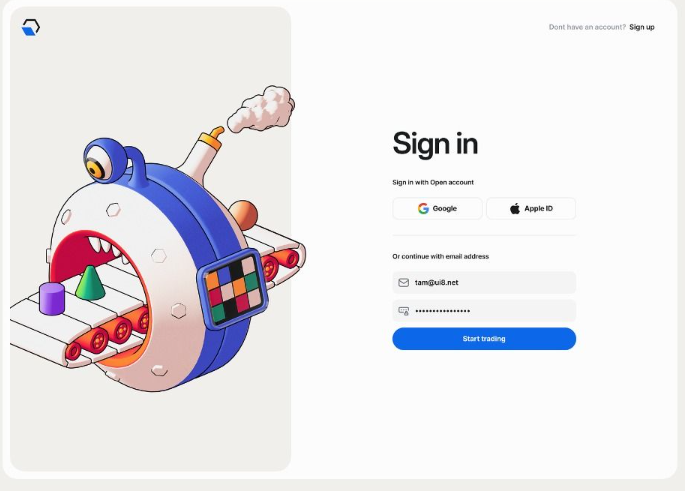 Dont have an account? Sign up
Sign in
Sign in with Open account
Google
Apple ID
Or continue with email address
tam@ui8.net
••••••••••••••••
Start trading